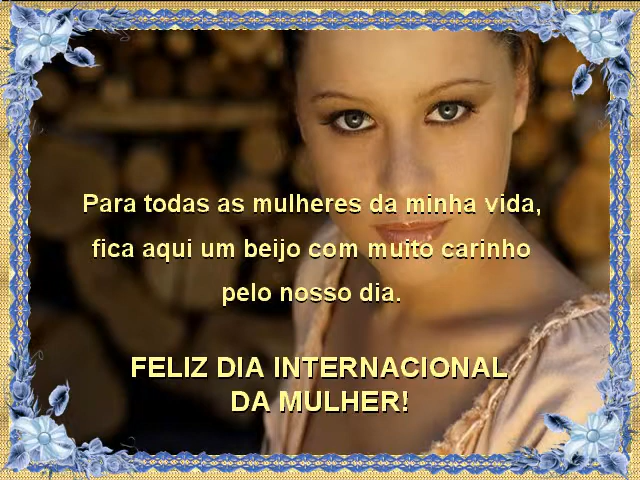 Para todas as mulheres da minha vida,
fica aqui um beijo com muito carinho
pelo nosso dia.
FELIZ DIA INTERNACIONAL
DA MULHER!